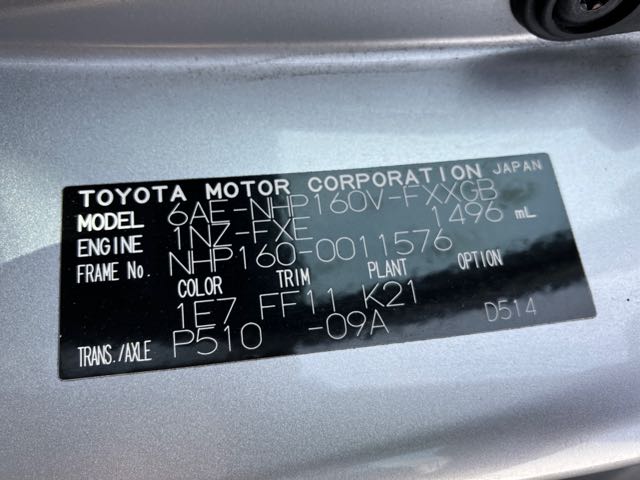 TOYOTA MOTOR CORPORATION JAPAN
MODEL 6AE-NHP160V-FXXGB
ENGINE 1NZ-FXE 1496 mL
FRAME No. NHP160-0011576
COLOR TRIM PLANT OPTION
1E7 FF11 K21
TRANS./AXLE P510 -09A D514